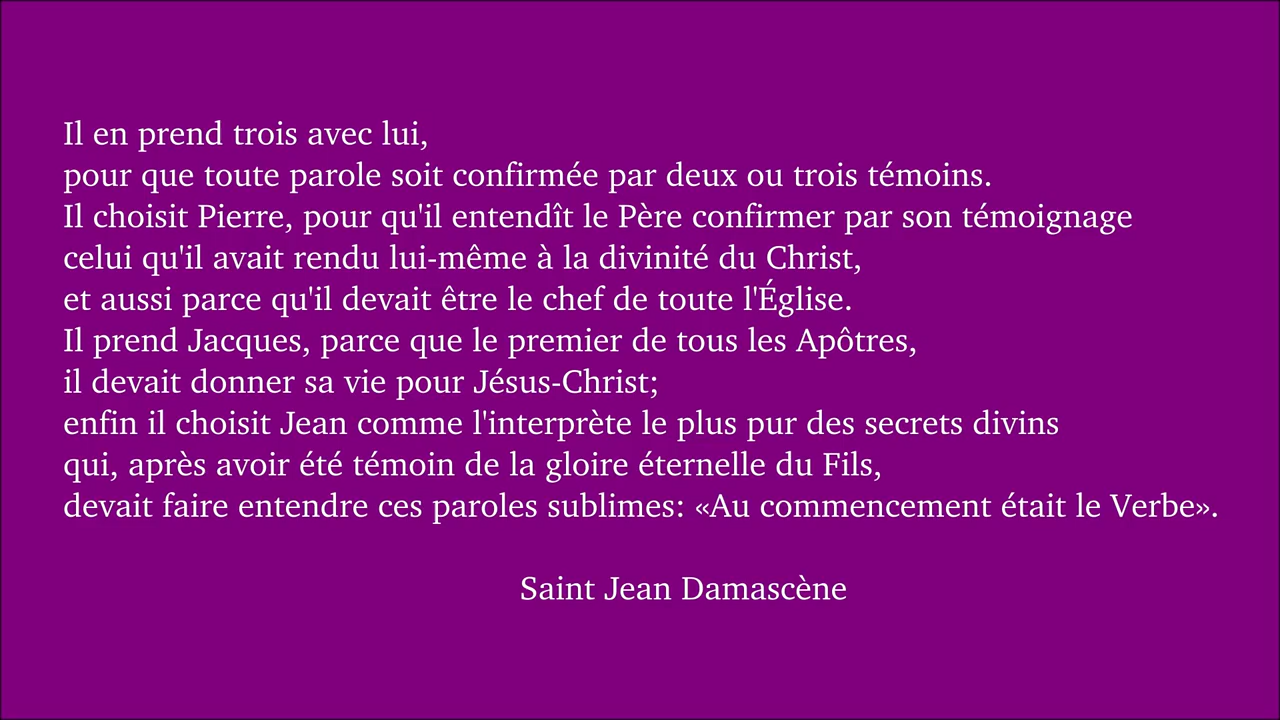 Il en prend trois avec lui,
pour que toute parole soit confirmée par deux ou trois témoins.
Il choisit Pierre, pour qu'il entendît le Père confirmer par son témoignage
celui qu'il avait rendu lui-même à la divinité du Christ,
et aussi parce qu'il devait être le chef de toute l'Église.
Il prend Jacques, parce que le premier de tous les Apôtres,
il devait donner sa vie pour Jésus-Christ;
enfin il choisit Jean comme l'interprète le plus pur des secrets divins
qui, après avoir été témoin de la gloire éternelle du Fils,
devait faire entendre ces paroles sublimes: «Au commencement était le Verbe».
Saint Jean Damascène